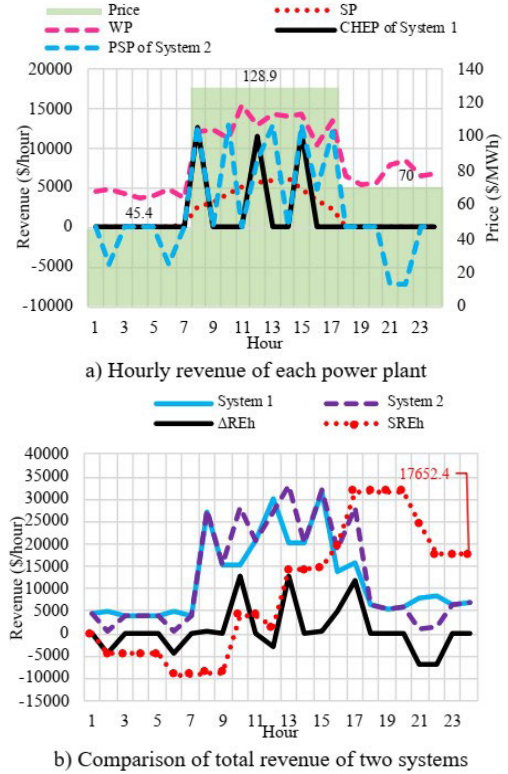 Price SP
WP CHEP of System 1
PSP of System 2
20000 140
15000 120
10000 100
5000 80
0 60
-5000 40
-10000 20
0
Revenue ($/hour)
Price ($/MWh)
128.9
45.4
70
1 3 5 7 9 11 13 15 17 19 21 23
Hour
a) Hourly revenue of each power plant
System 1 System 2
ΔREh SREh
40000
35000
30000
25000
20000
15000
10000
5000
0
-5000
-10000
-15000
Revenue ($/hour)
17652.4
1 3 5 7 9 11 13 15 17 19 21 23
Hour
b) Comparison of total revenue of two systems